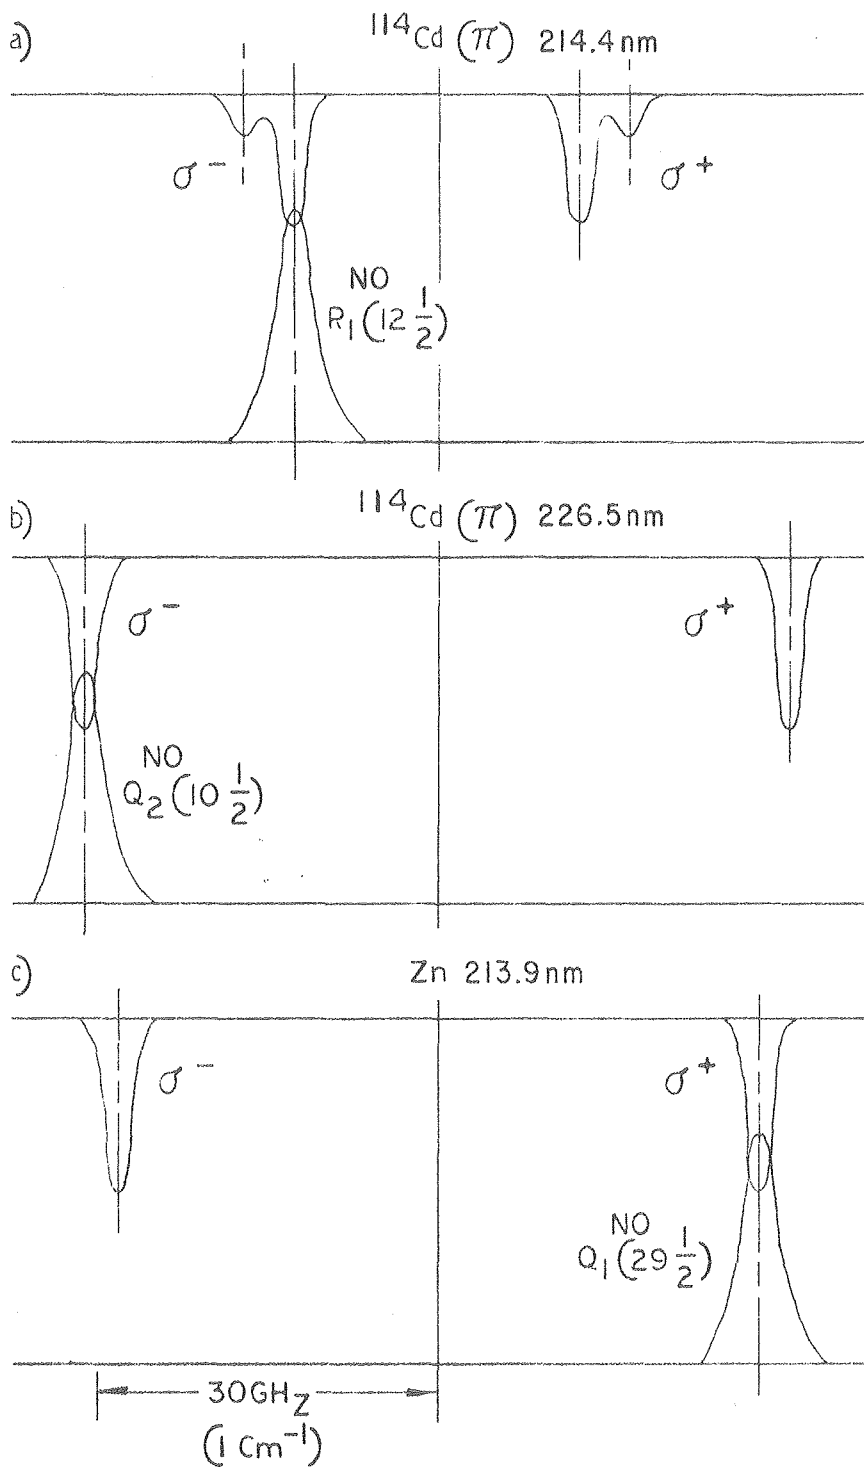 a) ¹¹⁴Cd (π) 214.4nm
σ⁻
σ⁺
NO
R₁(12 ½)
b) ¹¹⁴Cd (π) 226.5nm
σ⁻
σ⁺
NO
Q₂(10 ½)
c) Zn 213.9nm
σ⁻
σ⁺
NO
Q₁(29 ½)
30GHz
(1 Cm⁻¹)